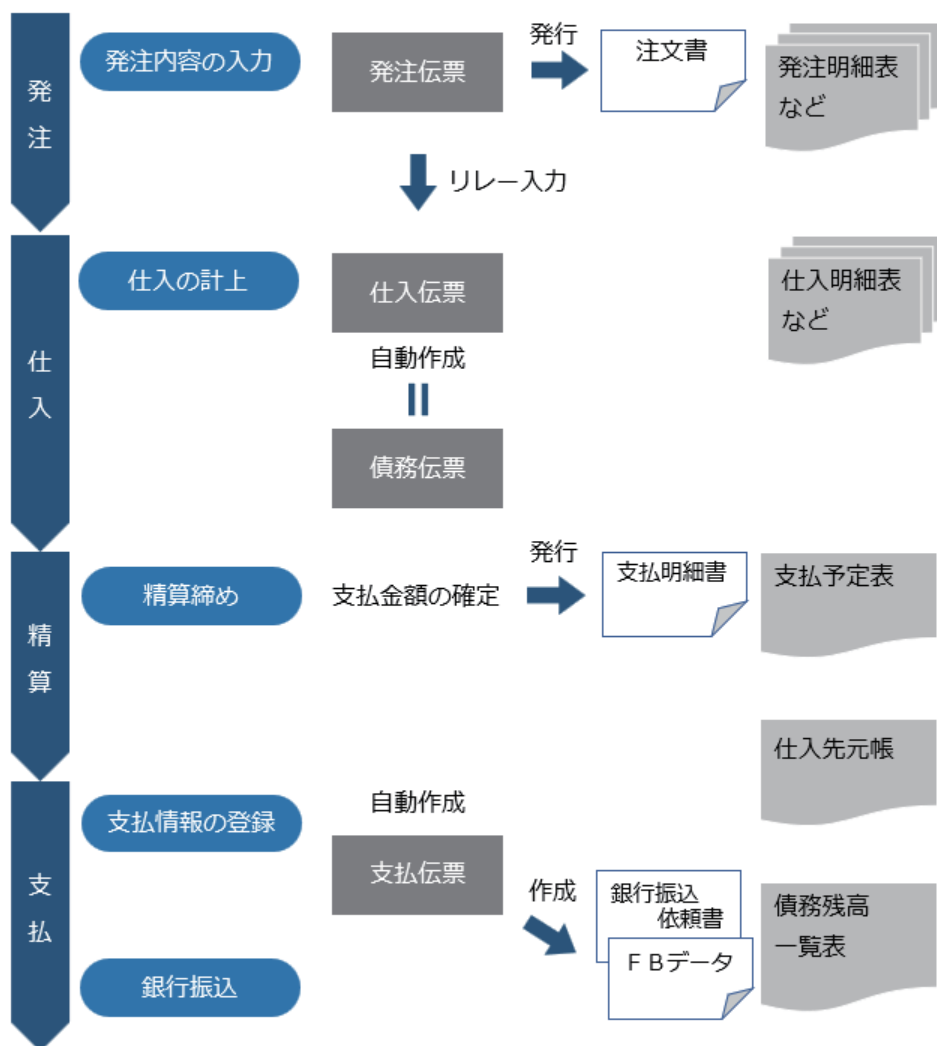 発注
発注内容の入力
発注伝票
発行
注文書
発注明細表
など
リレー入力
仕入
仕入の計上
仕入伝票
仕入明細表
など
自動作成
債務伝票
精算
精算締め
支払金額の確定
発行
支払明細書
支払予定表
仕入先元帳
支払
支払情報の登録
自動作成
支払伝票
作成
銀行振込
依頼書
ＦＢデータ
債務残高
一覧表
銀行振込